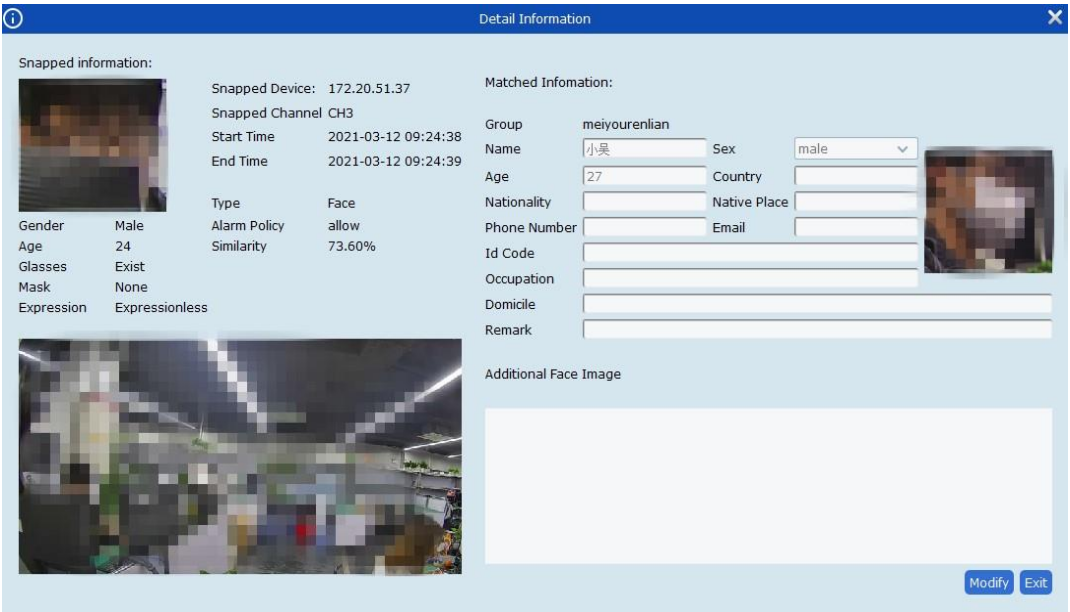 Detail Information
Snapped information:
Snapped Device: 172.20.51.37
Snapped Channel CH3
Start Time 2021-03-12 09:24:38
End Time 2021-03-12 09:24:39
Type Face
Alarm Policy allow
Similarity 73.60%
Gender Male
Age 24
Glasses Exist
Mask None
Expression Expressionless
Matched Infomation:
Group meiyourenlian
Name 小吴 Sex male
Age 27 Country
Nationality Native Place
Phone Number Email
Id Code
Occupation
Domicile
Remark
Additional Face Image
Modify Exit